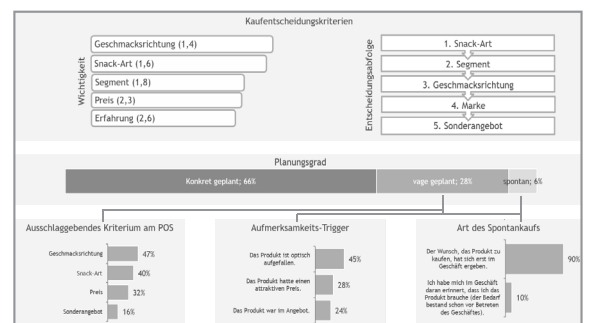 Kaufentscheidungskriterien
Wichtigkeit
Geschmacksrichtung (1,4)
Snack-Art (1,6)
Segment (1,8)
Preis (2,3)
Erfahrung (2,6)
Entscheidungsabfolge
1. Snack-Art
2. Segment
3. Geschmacksrichtung
4. Marke
5. Sonderangebot
Planungsgrad
Konkret geplant; 66%
vage geplant; 28%
spontan; 6%
Ausschlaggebendes Kriterium am POS
Geschmacksrichtung 47%
Snack-Art 40%
Preis 32%
Sonderangebot 16%
Aufmerksamkeits-Trigger
Das Produkt ist optisch
aufgefallen. 45%
Das Produkt hatte einen
attraktiven Preis. 28%
Das Produkt war im Angebot. 24%
Art des Spontankaufs
Der Wunsch, das Produkt zu
kaufen, hat sich erst im
Geschäft ergeben. 90%
Ich habe mich im Geschäft
daran erinnert, dass ich das
Produkt brauche (der Bedarf
bestand schon vor Betreten
des Geschäftes). 10%